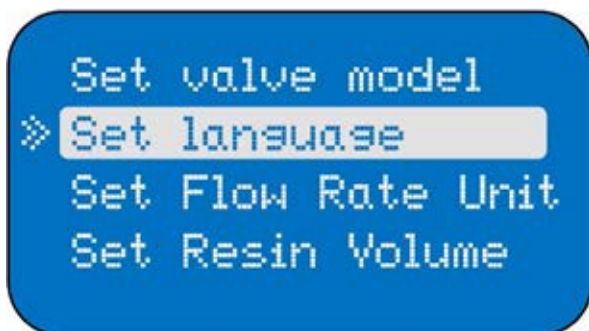 Set valve model
» Set language
Set Flow Rate Unit
Set Resin Volume